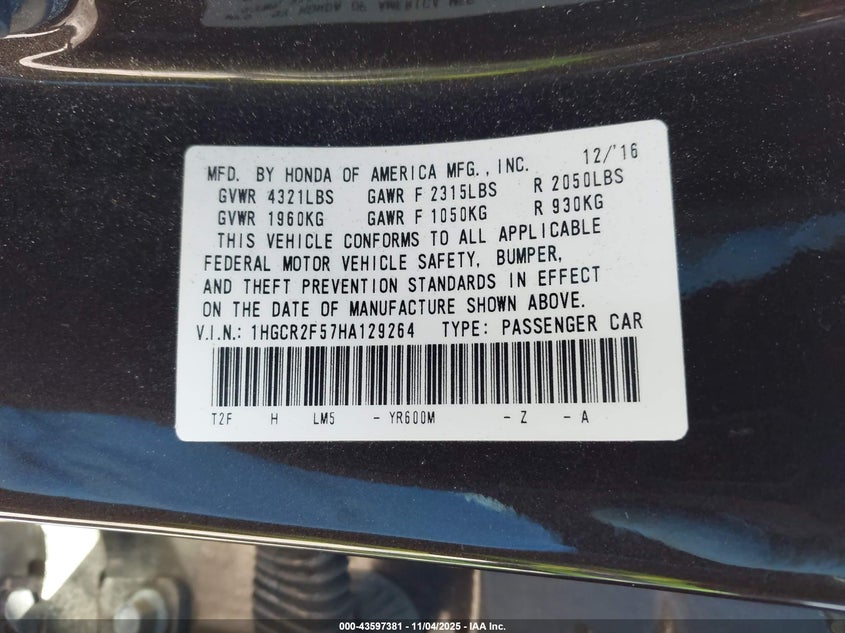 MFD. BY HONDA OF AMERICA MFG., INC. 12/'16
GVWR 4321LBS GAWR F 2315LBS R 2050LBS
GVWR 1960KG GAWR F 1050KG R 930KG
THIS VEHICLE CONFORMS TO ALL APPLICABLE
FEDERAL MOTOR VEHICLE SAFETY, BUMPER,
AND THEFT PREVENTION STANDARDS IN EFFECT
ON THE DATE OF MANUFACTURE SHOWN ABOVE.
V.I.N.: 1HGCR2F57HA129264 TYPE: PASSENGER CAR
T2F H LM5 - YR600M - Z - A
000-43597381 - 11/04/2025 - IAA Inc.